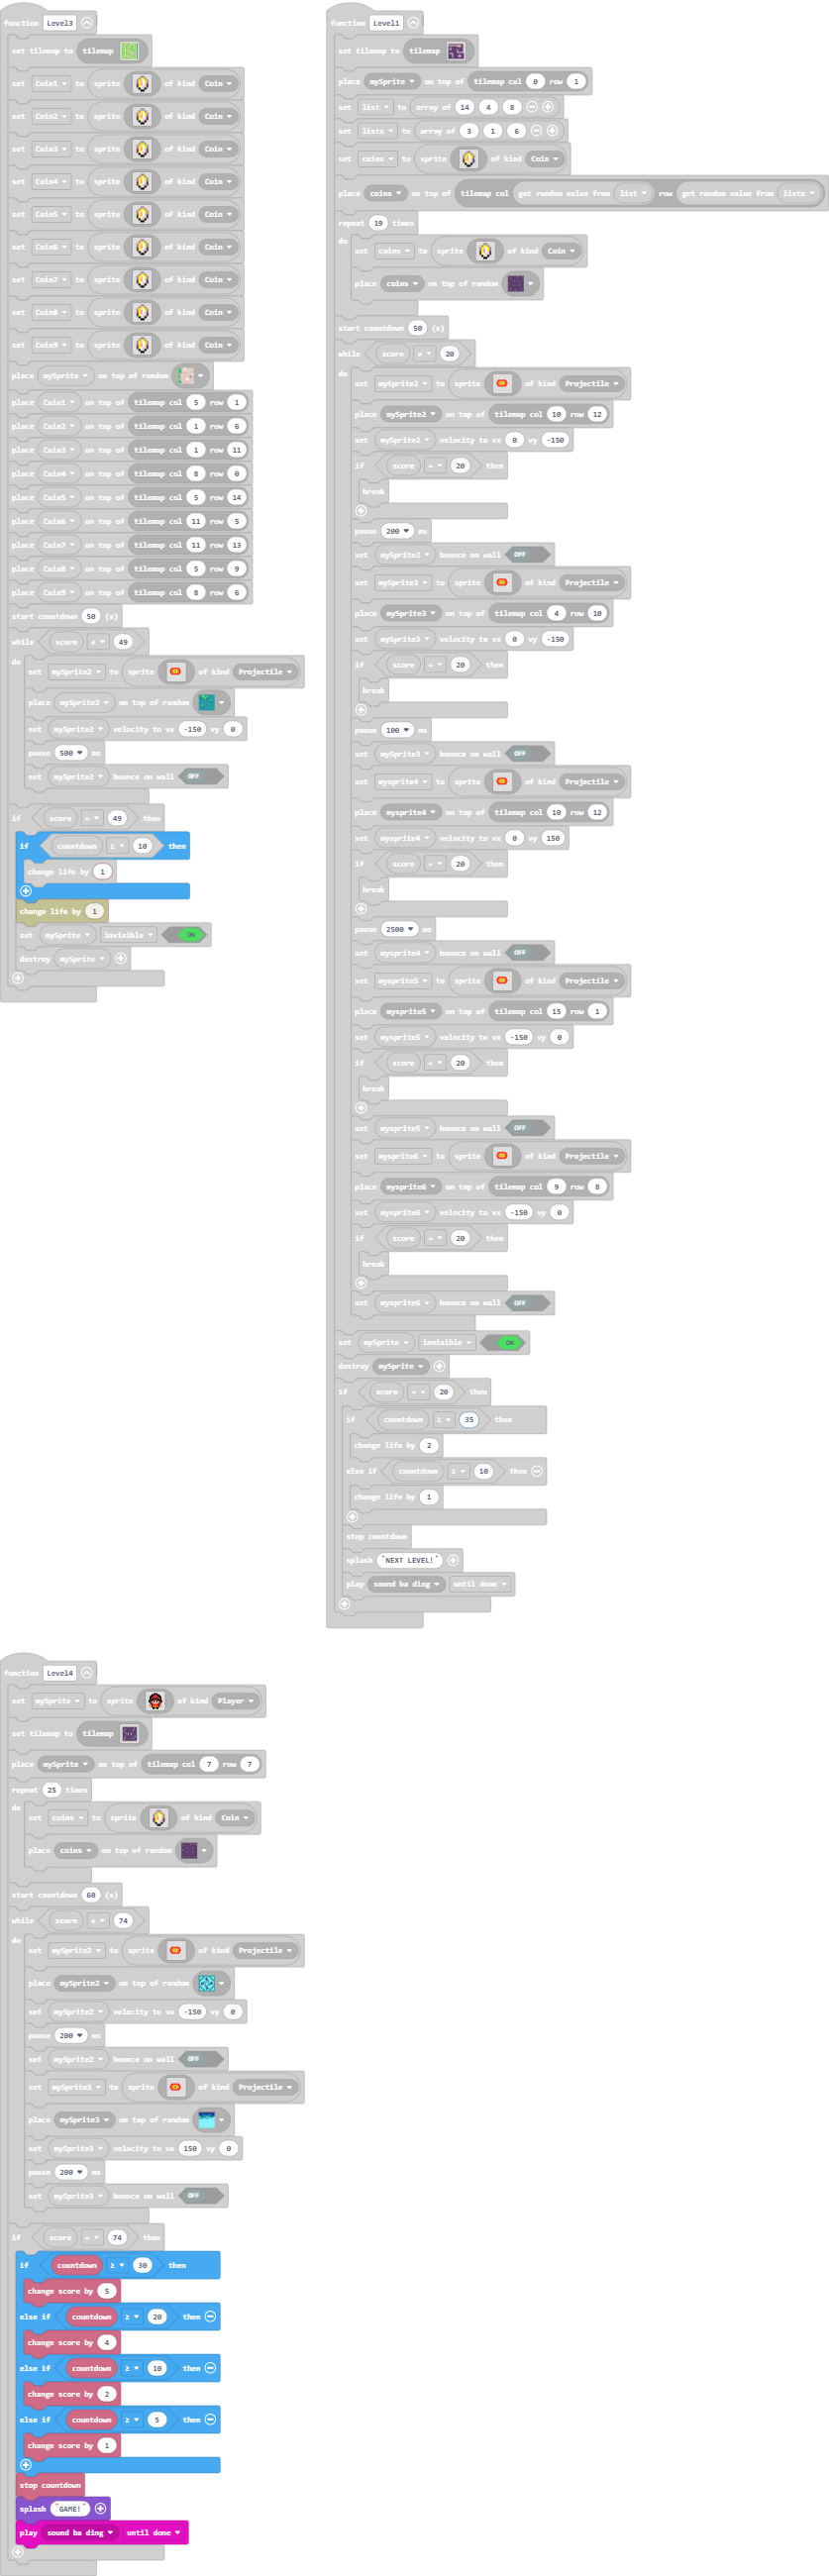 function Level3
set tilemap to tilemap
set Coin1 to sprite of kind Coin
set Coin2 to sprite of kind Coin
set Coin3 to sprite of kind Coin
set Coin4 to sprite of kind Coin
set Coin5 to sprite of kind Coin
set Coin6 to sprite of kind Coin
set Coin7 to sprite of kind Coin
set Coin8 to sprite of kind Coin
set Coin9 to sprite of kind Coin
place mySprite on top of random
place Coin1 on top of tilemap col 5 row 1
place Coin2 on top of tilemap col 1 row 6
place Coin3 on top of tilemap col 1 row 11
place Coin4 on top of tilemap col 8 row 0
place Coin5 on top of tilemap col 5 row 14
place Coin6 on top of tilemap col 11 row 5
place Coin7 on top of tilemap col 11 row 13
place Coin8 on top of tilemap col 5 row 9
place Coin9 on top of tilemap col 8 row 6
start countdown 50 (s)
while score ≠ 49
do
set mySprite2 to sprite of kind Projectile
place mySprite2 on top of random
set mySprite2 velocity to vx -150 vy 0
pause 500 ms
set mySprite2 bounce on wall OFF
if score = 49 then
if countdown ≥ 10 then
change life by 1
change life by 1
set mySprite invisible ON
destroy mySprite
function Level1
set tilemap to tilemap
place mySprite on top of tilemap col 0 row 1
set list to array of 14 4 8
set listx to array of 3 1 6
set coins to sprite of kind Coin
place coins on top of tilemap col get random value from list row get random value from listx
repeat 19 times
do
set coins to sprite of kind Coin
place coins on top of random
start countdown 50 (s)
while score ≠ 20
do
set mySprite2 to sprite of kind Projectile
place mySprite2 on top of tilemap col 10 row 12
set mySprite2 velocity to vx 0 vy -150
if score = 20 then
break
pause 200 ms
set mySprite2 bounce on wall OFF
set mySprite3 to sprite of kind Projectile
place mySprite3 on top of tilemap col 4 row 10
set mySprite3 velocity to vx 0 vy -150
if score = 20 then
break
pause 100 ms
set mySprite3 bounce on wall OFF
set mysprite4 to sprite of kind Projectile
place mysprite4 on top of tilemap col 10 row 12
set mysprite4 velocity to vx 0 vy 150
if score = 20 then
break
pause 2500 ms
set mysprite4 bounce on wall OFF
set mysprite5 to sprite of kind Projectile
place mysprite5 on top of tilemap col 15 row 1
set mysprite5 velocity to vx -150 vy 0
if score = 20 then
break
set mysprite5 bounce on wall OFF
set mysprite6 to sprite of kind Projectile
place mysprite6 on top of tilemap col 9 row 8
set mysprite6 velocity to vx -150 vy 0
if score = 20 then
break
set mysprite6 bounce on wall OFF
set mySprite invisible ON
destroy mySprite
if score = 20 then
if countdown ≥ 35 then
change life by 2
else if countdown ≥ 10 then
change life by 1
stop countdown
splash "NEXT LEVEL!"
play sound ba ding until done
function Level4
set mySprite to sprite of kind Player
set tilemap to tilemap
place mySprite on top of tilemap col 7 row 7
repeat 25 times
do
set coins to sprite of kind Coin
place coins on top of random
start countdown 60 (s)
while score ≠ 74
do
set mySprite2 to sprite of kind Projectile
place mySprite2 on top of random
set mySprite2 velocity to vx -150 vy 0
pause 200 ms
set mySprite2 bounce on wall OFF
set mySprite3 to sprite of kind Projectile
place mySprite3 on top of random
set mySprite3 velocity to vx 150 vy 0
pause 200 ms
set mySprite3 bounce on wall OFF
if score = 74 then
if countdown ≥ 30 then
change score by 5
else if countdown ≥ 20 then
change score by 4
else if countdown ≥ 10 then
change score by 2
else if countdown ≥ 5 then
change score by 1
stop countdown
splash "GAME!"
play sound ba ding until done